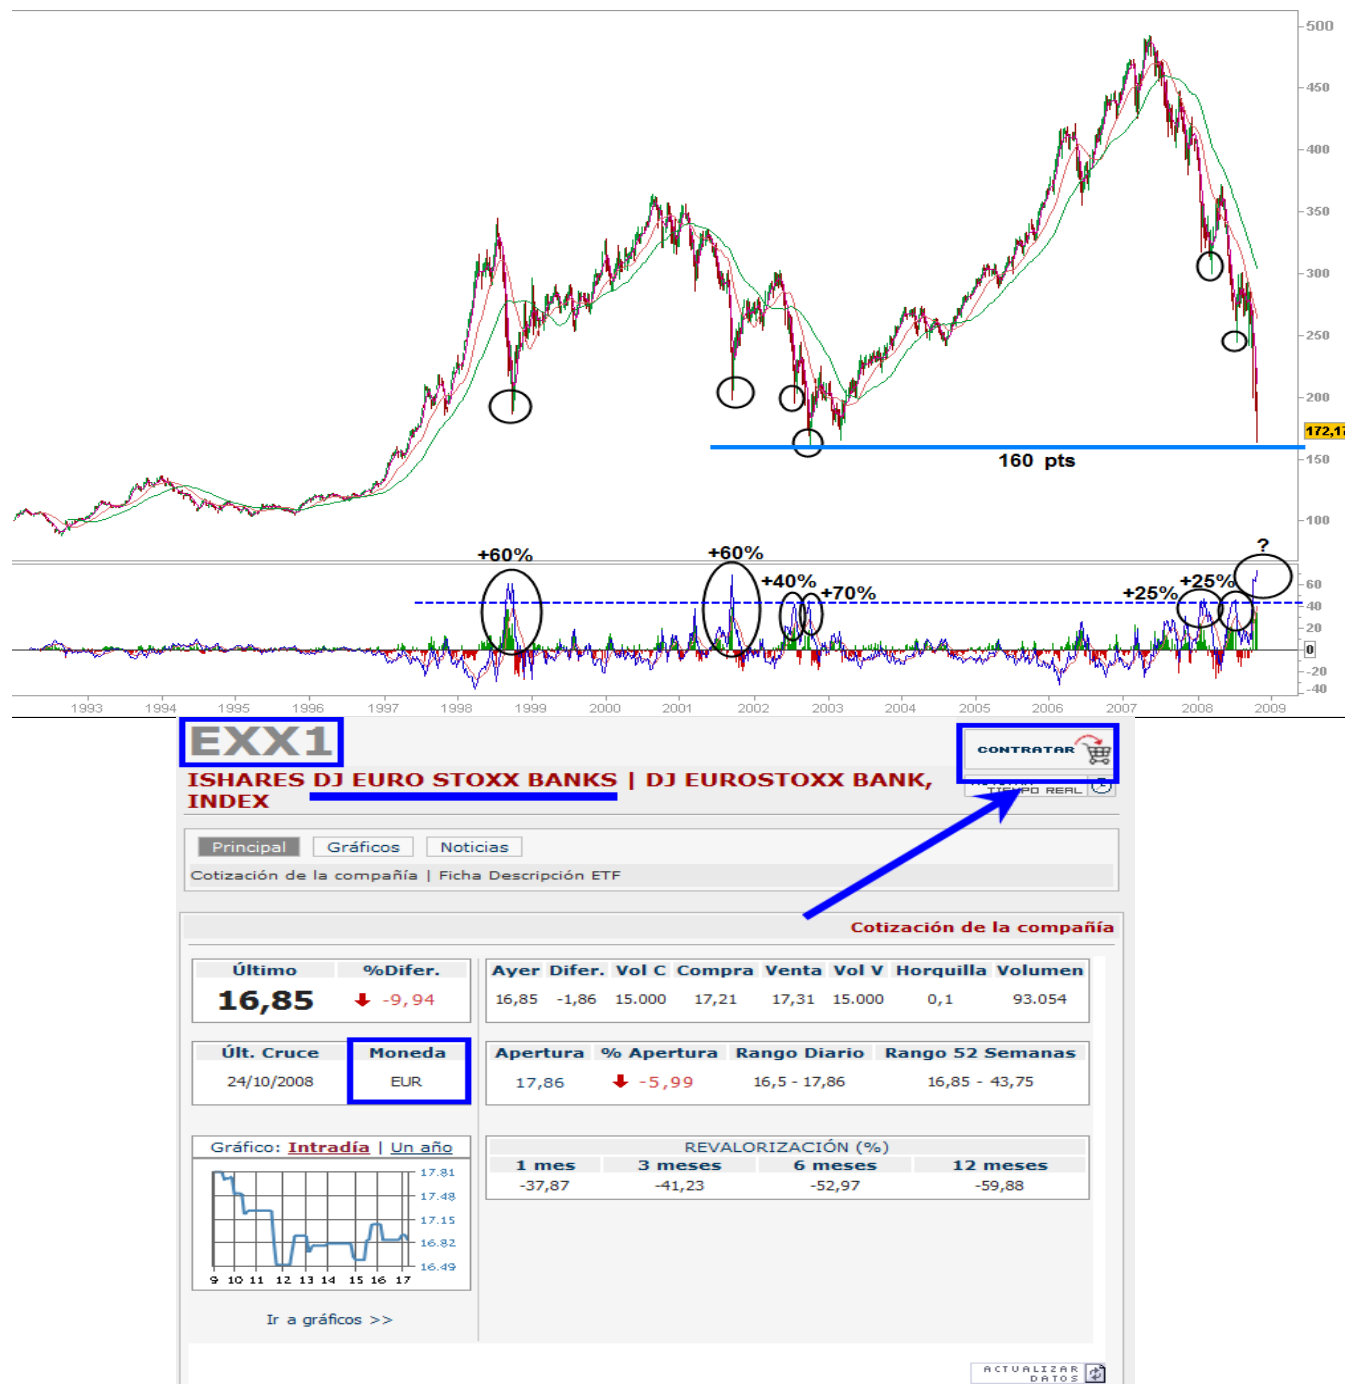 500
450
400
350
300
250
200
172,17
160 pts
150
100
+60%
+60%
?
+40%
+70%
+25%
+25%
60
40
20
0
-20
-40
1993 1994 1995 1996 1997 1998 1999 2000 2001 2002 2003 2004 2005 2006 2007 2008 2009
EXX1
CONTRATAR
ISHARES DJ EURO STOXX BANKS | DJ EUROSTOXX BANK,
INDEX
TIEMPO REAL
Principal Gráficos Noticias
Cotización de la compañía | Ficha Descripción ETF
Cotización de la compañía
Último %Difer.
16,85 -9,94
Ayer Difer. Vol C Compra Venta Vol V Horquilla Volumen
16,85 -1,86 15.000 17,21 17,31 15.000 0,1 93.054
Últ. Cruce Moneda
24/10/2008 EUR
Apertura % Apertura Rango Diario Rango 52 Semanas
17,86 -5,99 16,5 - 17,86 16,85 - 43,75
Gráfico: Intradía | Un año
17.81
17.48
17.15
16.82
16.49
9 10 11 12 13 14 15 16 17
Ir a gráficos >>
REVALORIZACIÓN (%)
1 mes 3 meses 6 meses 12 meses
-37,87 -41,23 -52,97 -59,88
ACTUALIZAR
DATOS